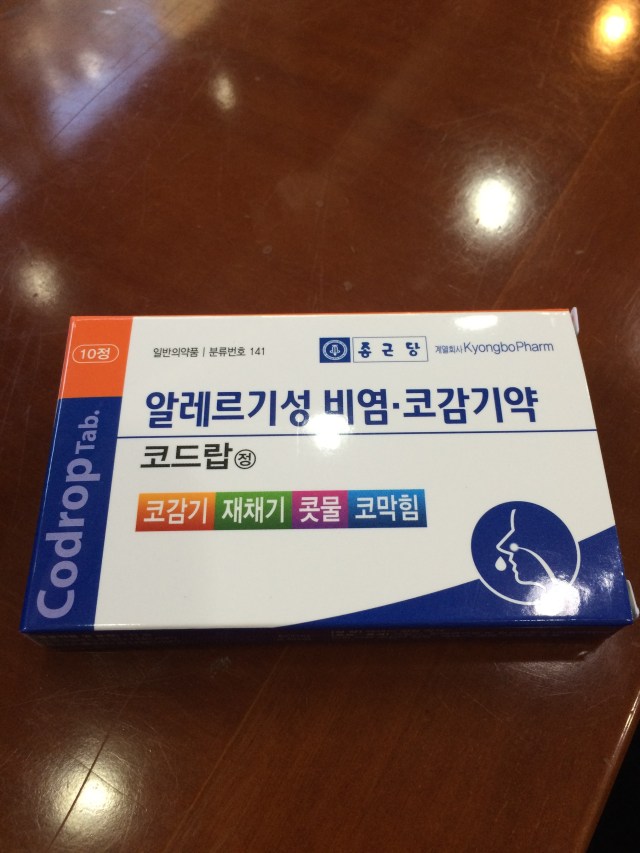 10정
일반의약품 | 분류번호 141
종근당 계열회사 KyongboPharm
알레르기성 비염·코감기약
코드랍 정
코감기 재채기 콧물 코막힘
Codrop Tab.